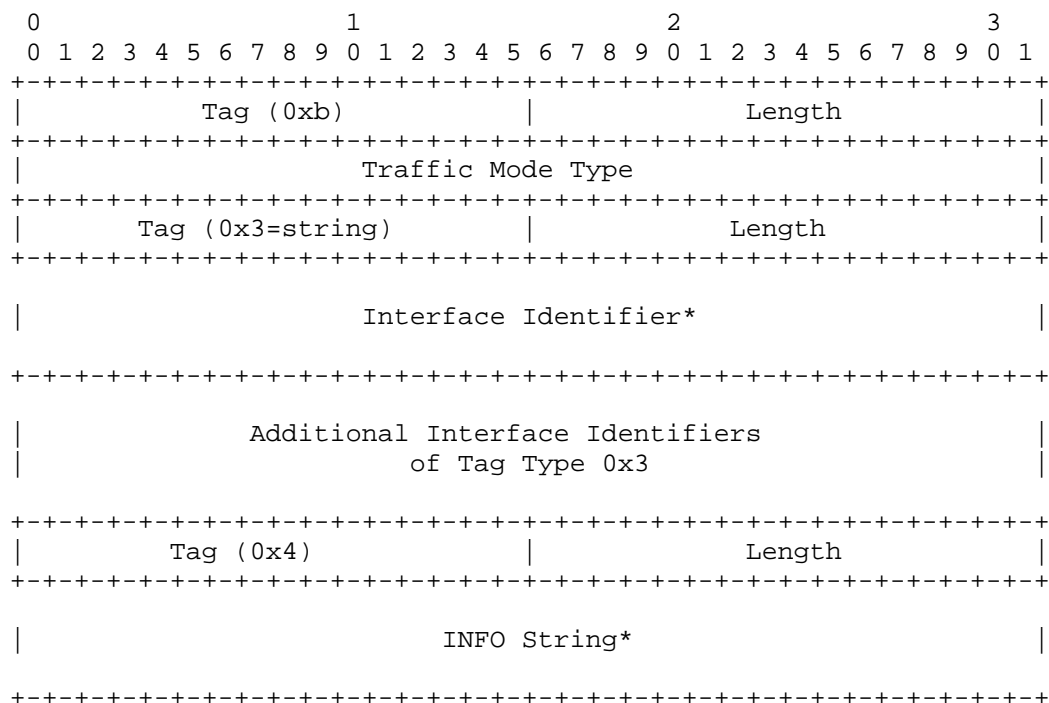 0                   1                   2                   3
 0 1 2 3 4 5 6 7 8 9 0 1 2 3 4 5 6 7 8 9 0 1 2 3 4 5 6 7 8 9 0 1
+-+-+-+-+-+-+-+-+-+-+-+-+-+-+-+-+-+-+-+-+-+-+-+-+-+-+-+-+-+-+-+-+
|           Tag (0xb)           |             Length            |
+-+-+-+-+-+-+-+-+-+-+-+-+-+-+-+-+-+-+-+-+-+-+-+-+-+-+-+-+-+-+-+-+
|                     Traffic Mode Type                         |
+-+-+-+-+-+-+-+-+-+-+-+-+-+-+-+-+-+-+-+-+-+-+-+-+-+-+-+-+-+-+-+-+
|       Tag (0x3=string)        |            Length             |
+-+-+-+-+-+-+-+-+-+-+-+-+-+-+-+-+-+-+-+-+-+-+-+-+-+-+-+-+-+-+-+-+
|                     Interface Identifier*                     |
+-+-+-+-+-+-+-+-+-+-+-+-+-+-+-+-+-+-+-+-+-+-+-+-+-+-+-+-+-+-+-+-+
|              Additional Interface Identifiers                 |
|                        of Tag Type 0x3                        |
+-+-+-+-+-+-+-+-+-+-+-+-+-+-+-+-+-+-+-+-+-+-+-+-+-+-+-+-+-+-+-+-+
|         Tag (0x4)             |             Length            |
+-+-+-+-+-+-+-+-+-+-+-+-+-+-+-+-+-+-+-+-+-+-+-+-+-+-+-+-+-+-+-+-+
|                          INFO String*                         |
+-+-+-+-+-+-+-+-+-+-+-+-+-+-+-+-+-+-+-+-+-+-+-+-+-+-+-+-+-+-+-+-+